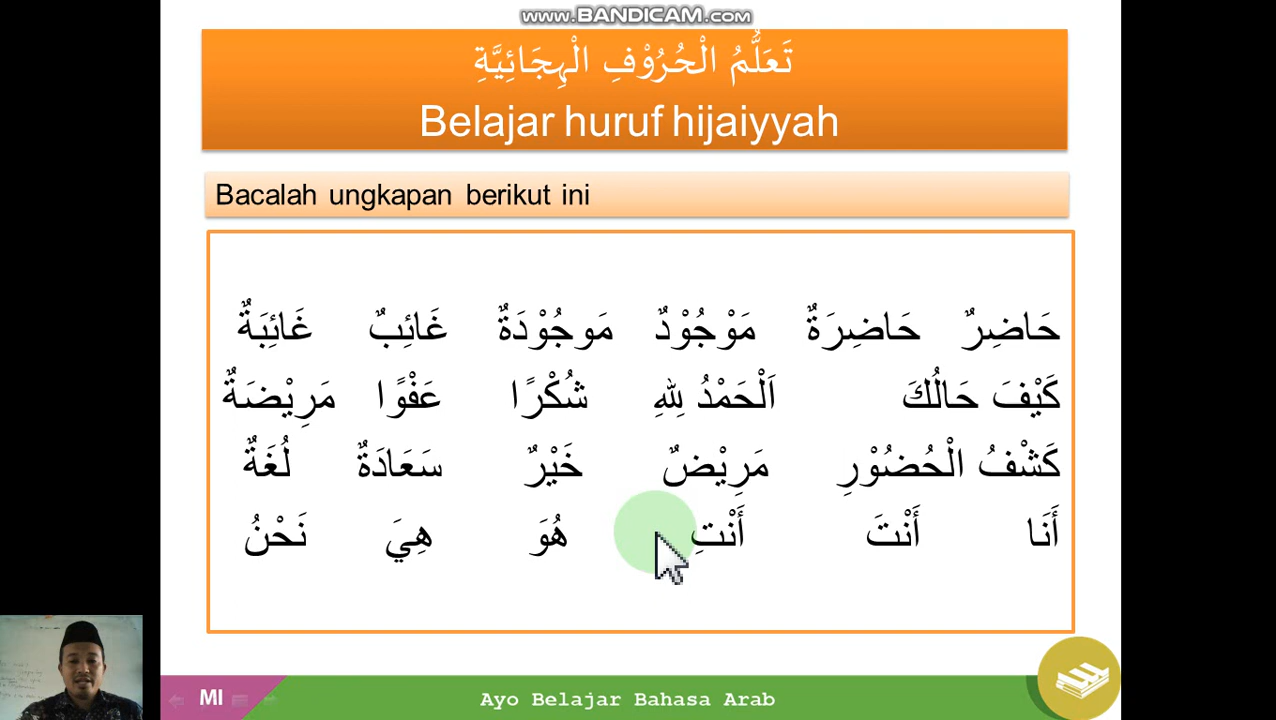 www.BANDICAM.com
تَعَلُّمُ الْحُرُوْفِ الْهِجَائِيَّةِ
Belajar huruf hijaiyyah
Bacalah ungkapan berikut ini
حَاضِرٌ حَاضِرَةٌ مَوْجُوْدٌ مَوجُوْدَةٌ غَائِبٌ غَائِبَةٌ
كَيْفَ حَالُكَ اَلْحَمْدُ لِلهِ شُكْرًا عَفْوًا مَرِيْضَةٌ
كَشْفُ الْحُضُوْرِ مَرِيْضٌ خَيْرٌ سَعَادَةٌ لُغَةٌ
أَنَا أَنْتَ أَنْتِ هُوَ هِيَ نَحْنُ
MI
Ayo Belajar Bahasa Arab